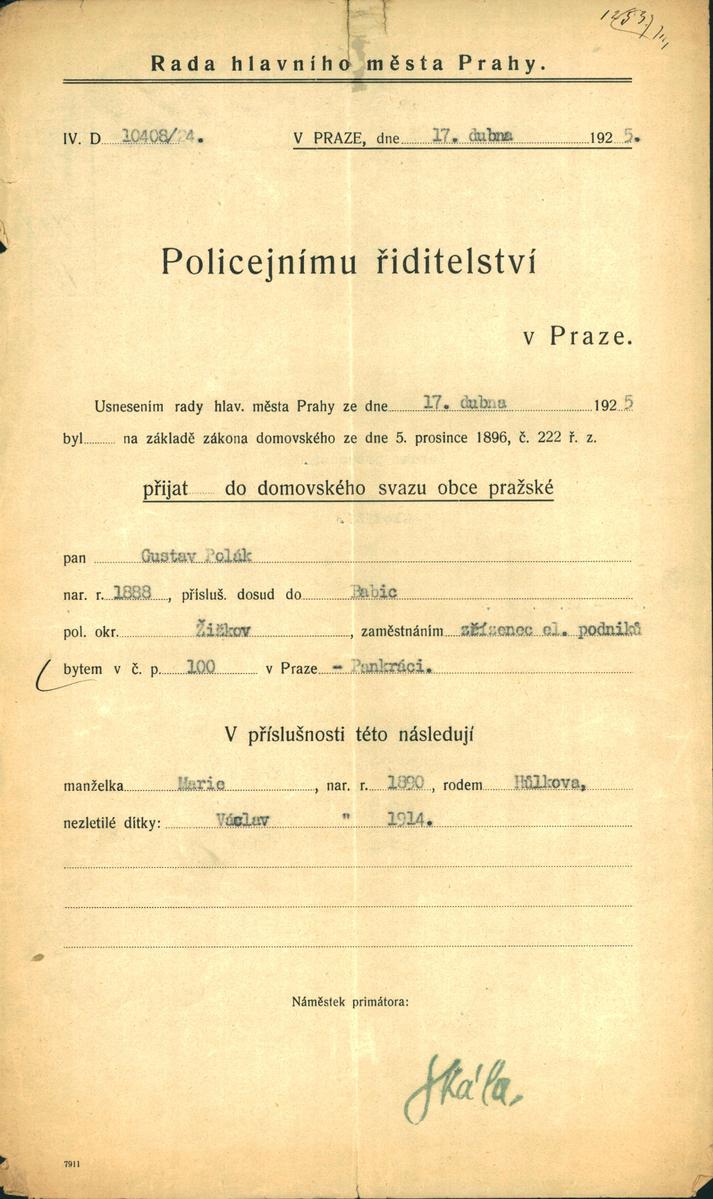 Rada hlavního města Prahy.
IV. D 10408/24. V PRAZE, dne 17. dubna 1925.
Policejnímu řiditelství
v Praze.
Usnesením rady hlav. města Prahy ze dne 17. dubna 1925
byl na základě zákona domovského ze dne 5. prosince 1896, č. 222 ř. z.
přijat do domovského svazu obce pražské
pan Gustav Polák
nar. r. 1888, přísluš. dosud do Babic
pol. okr. Žižkov, zaměstnáním zřízenec el. podniků
bytem v č. p. 100 v Praze - Pankráci.
V příslušnosti této následují
manželka Marie, nar. r. 1890, rodem Hůlkova,
nezletilé dítky: Václav " 1914.
Náměstek primátora:
Skála.
7911